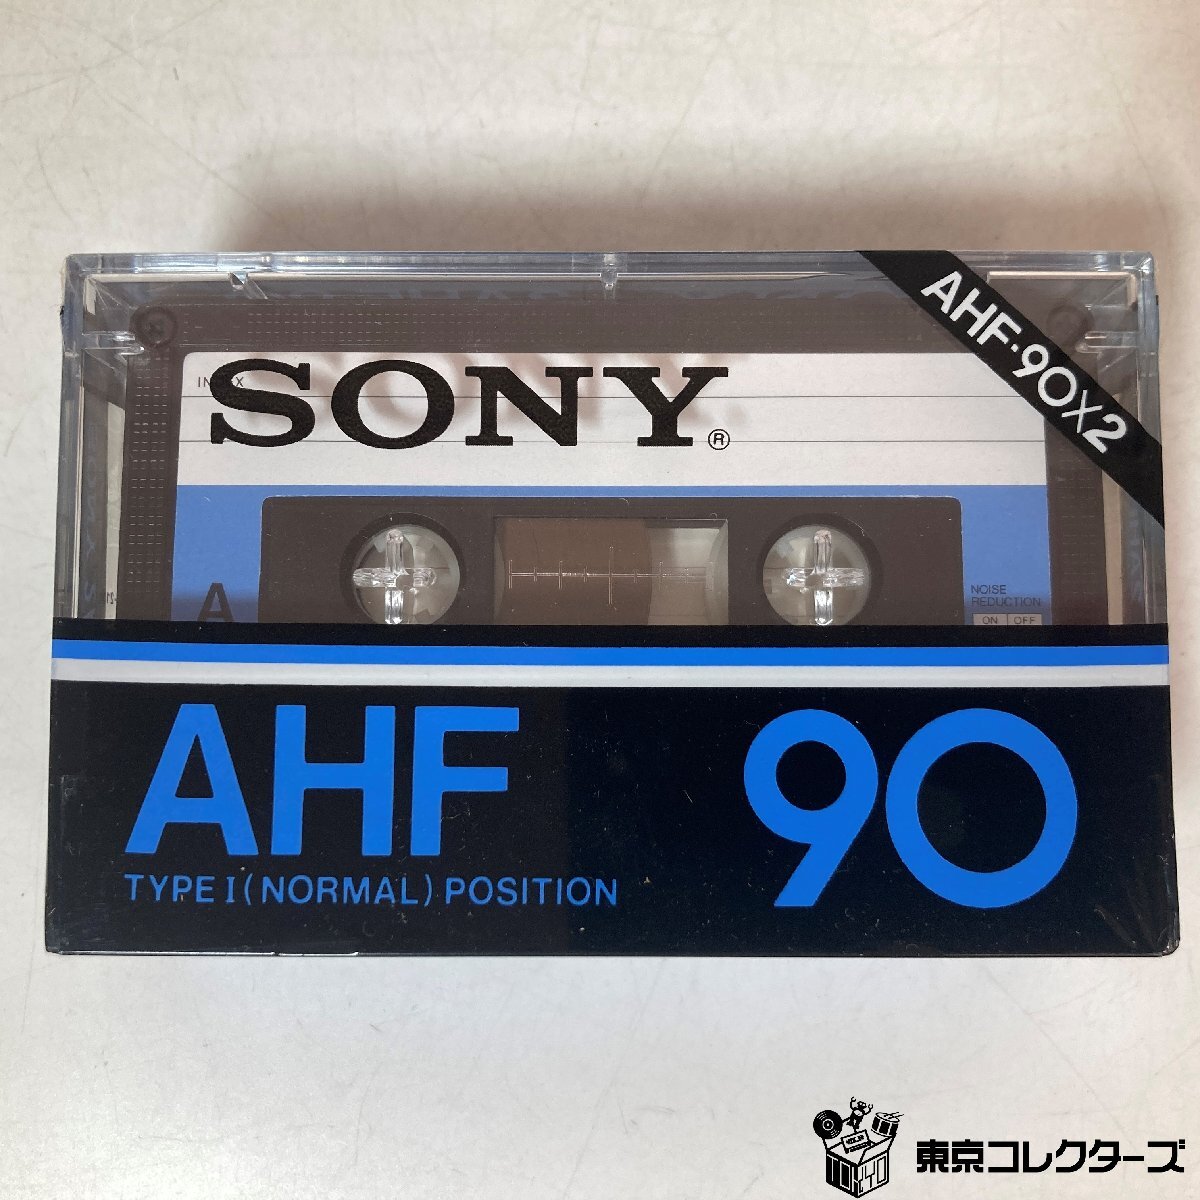 AHF-90X2
SONY®
A
NOISE
REDUCTION
ON OFF
AHF 90
TYPE I (NORMAL) POSITION
TOKYO
東京コレクターズ